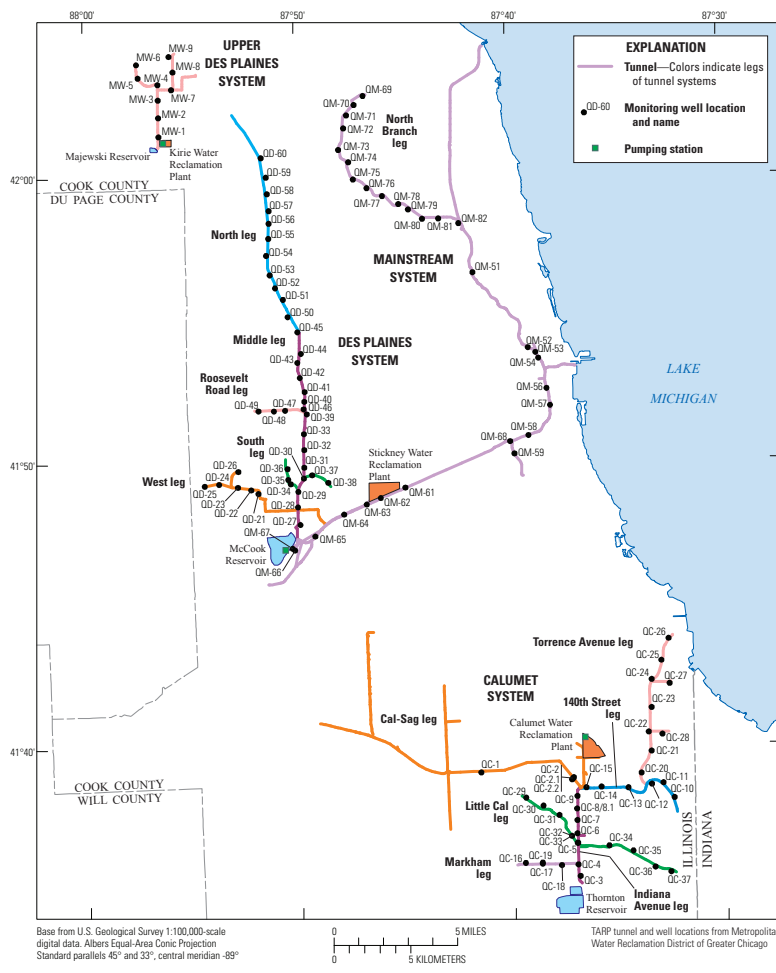 88°00'
87°50'
87°40'
87°30'
MW-9
MW-6
MW-8
MW-5
MW-4
MW-3
MW-7
MW-2
MW-1
UPPER
DES PLAINES
SYSTEM
Majewski Reservoir
Kirie Water
Reclamation
Plant
EXPLANATION
Tunnel—Colors indicate legs
of tunnel systems
QD-60
Monitoring well location
and name
Pumping station
QM-69
QM-70
QM-71
QM-72
North
Branch
leg
QM-73
QM-74
QM-75
QM-76
QM-77
QM-78
QM-79
QM-80
QM-81
QM-82
42°00'
COOK COUNTY
DU PAGE COUNTY
QD-60
QD-59
QD-58
QD-57
QD-56
North leg
QD-55
QD-54
QD-53
QD-52
QD-51
QD-50
QD-45
MAINSTREAM
SYSTEM
QM-51
Middle leg
DES PLAINES
SYSTEM
QD-44
QD-43
QD-42
QD-41
QD-40
QD-46
QD-39
Roosevelt
Road leg
QD-49
QD-48
QD-47
QM-52
QM-53
QM-54
QM-56
QM-57
QM-58
QM-68
QM-59
LAKE
MICHIGAN
QD-33
QD-32
QD-31
South
leg
QD-30
QD-36
QD-35
QD-34
QD-37
QD-38
QD-29
QD-28
QD-27
41°50'
West leg
QD-26
QD-24
QD-25
QD-23
QD-22
QD-21
Stickney Water
Reclamation
Plant
QM-61
QM-62
QM-63
QM-64
QM-65
QM-67
McCook
Reservoir
QM-66
Torrence Avenue leg
QC-26
QC-25
QC-24
QC-27
QC-23
QC-22
QC-28
QC-21
QC-20
CALUMET
SYSTEM
140th Street
leg
Cal-Sag leg
Calumet Water
Reclamation
Plant
41°40'
QC-1
QC-2
QC-2.1
QC-2.2
QC-15
QC-14
QC-13
QC-12
QC-11
QC-10
COOK COUNTY
WILL COUNTY
QC-29
QC-30
QC-31
Little Cal
leg
QC-9
QC-8/8.1
QC-7
QC-6
QC-32
QC-33
QC-5
QC-34
QC-35
QC-36
QC-37
Markham
leg
QC-16
QC-19
QC-17
QC-18
QC-4
QC-3
Indiana
Avenue leg
Thornton
Reservoir
ILLINOIS
INDIANA
Base from U.S. Geological Survey 1:100,000-scale
digital data. Albers Equal-Area Conic Projection
Standard parallels 45° and 33°, central meridian -89°
0 5 MILES
0 5 KILOMETERS
TARP tunnel and well locations from Metropolita
Water Reclamation District of Greater Chicago